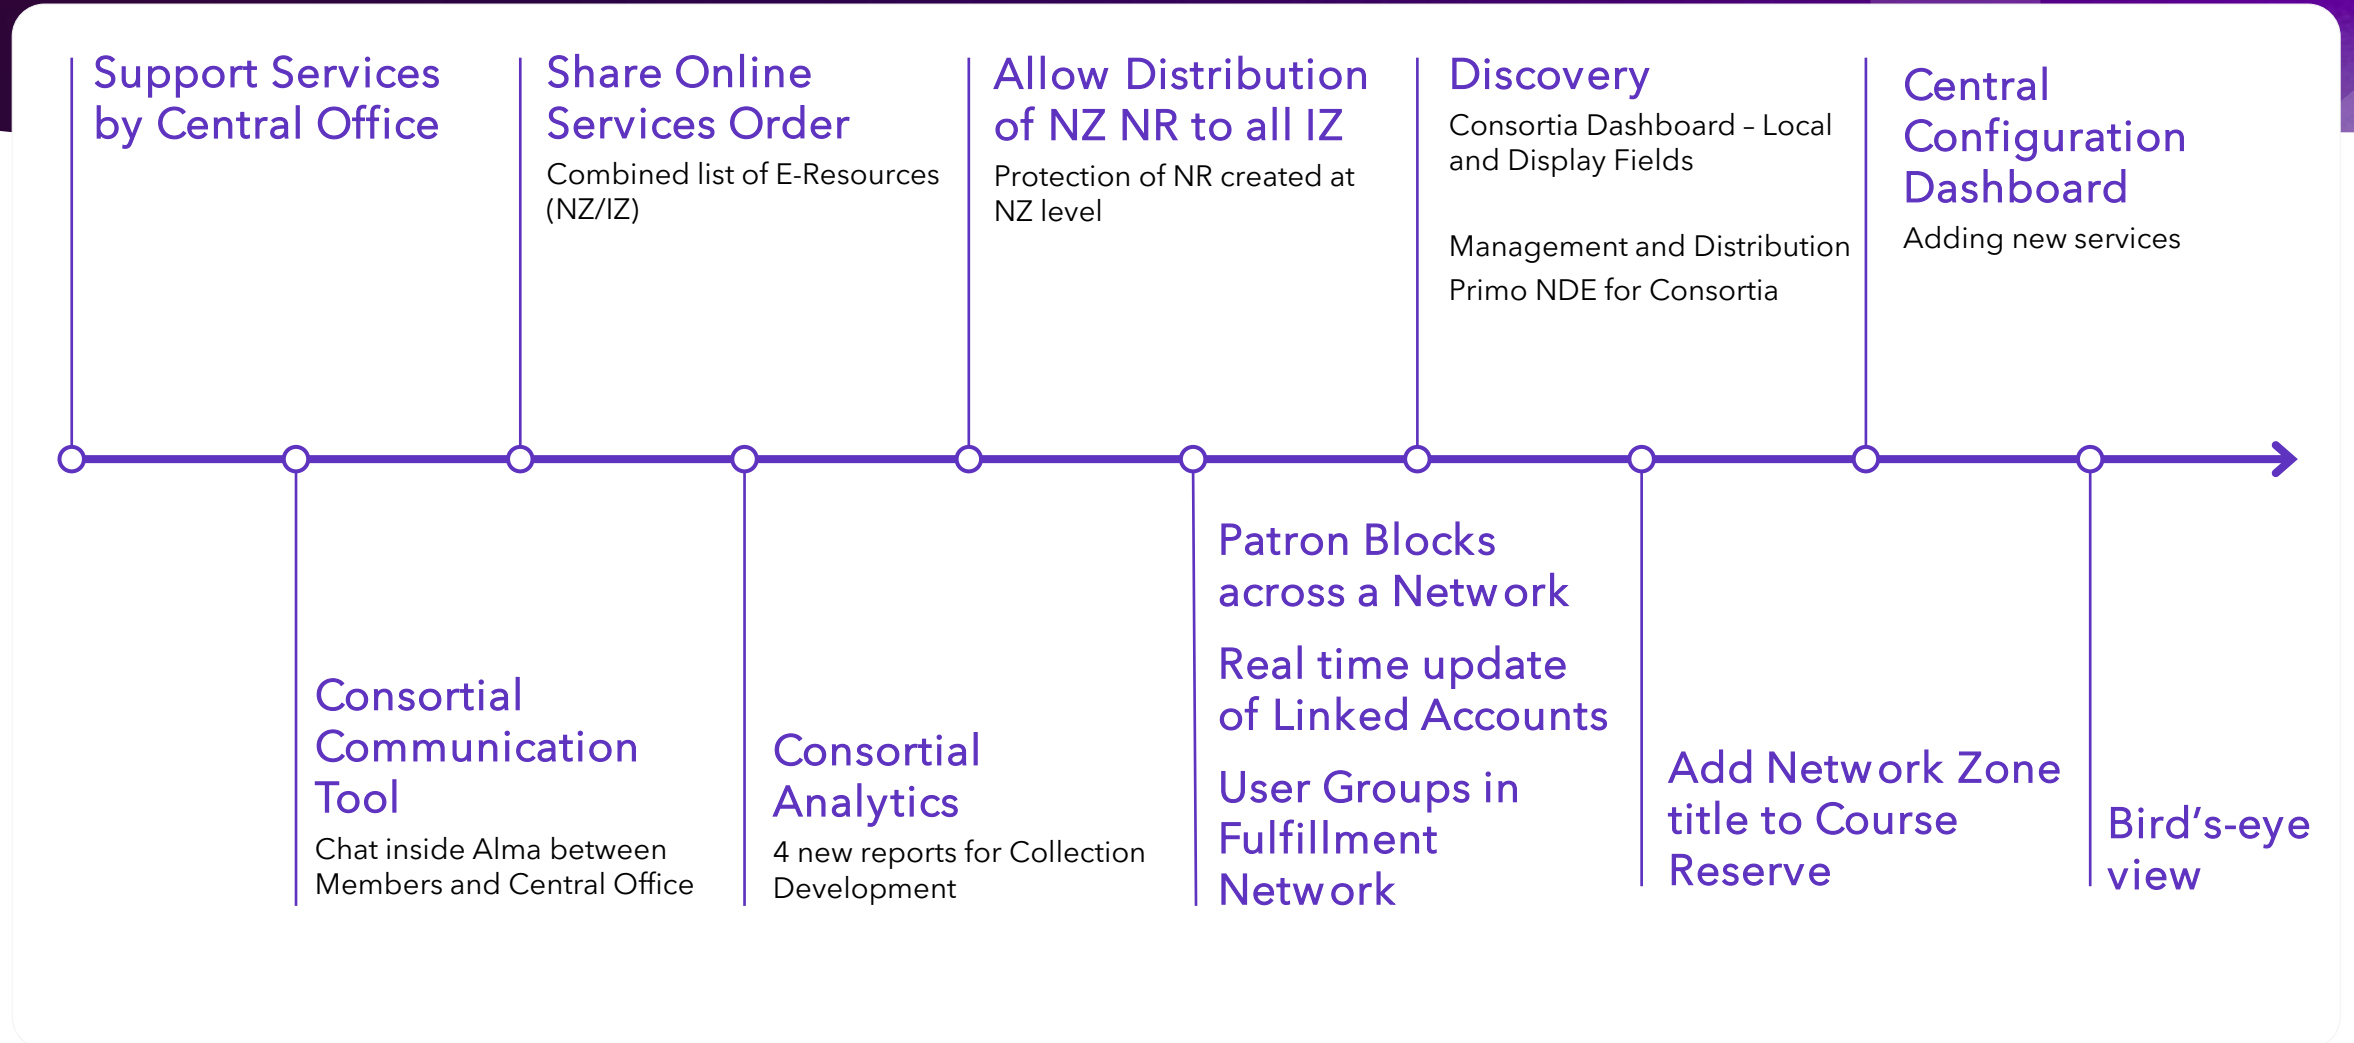 Support Services
by Central Office
Share Online
Services Order
Combined list of E-Resources
(NZ/IZ)
Allow Distribution
of NZ NR to all IZ
Protection of NR created at
NZ level
Discovery
Consortia Dashboard – Local
and Display Fields
Management and Distribution
Primo NDE for Consortia
Central
Configuration
Dashboard
Adding new services
Consortial
Communication
Tool
Chat inside Alma between
Members and Central Office
Consortial
Analytics
4 new reports for Collection
Development
Patron Blocks
across a Network
Real time update
of Linked Accounts
User Groups in
Fulfillment
Network
Add Network Zone
title to Course
Reserve
Bird’s-eye
view